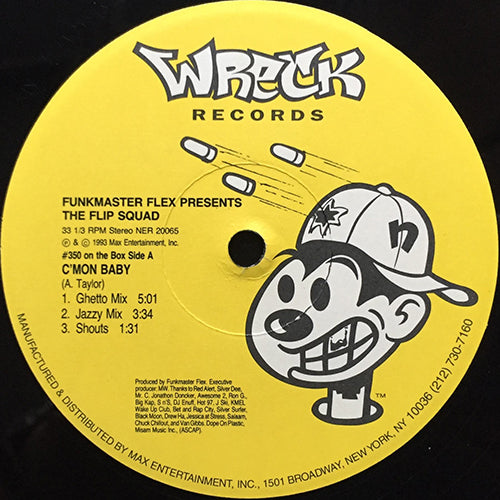 WRECK
RECORDS
FUNKMASTER FLEX PRESENTS
THE FLIP SQUAD
33 1/3 RPM Stereo NER 20065
℗ & © 1993 Max Entertainment, Inc.
#350 on the Box Side A
C'MON BABY
(A. Taylor)
1. Ghetto Mix 5:01
2. Jazzy Mix 3:34
3. Shouts 1:31
n
TM
Produced by Funkmaster Flex. Executive
producer: MW. Thanks to Red Alert, Silver Dee,
Mr. C. Jonathon Doncker, Awesome 2, Ron G.,
Big Kap, S n'S, DJ Enuff, Hot 97, J Ski, KMEL
Wake Up Club, Bet and Rap City, Silver Surfer,
Black Moon, Drew Ha, Jessica at Stress, Salaam,
Chuck Chillout, and Van Gibbs. Dope On Plastic,
Misam Music Inc., (ASCAP).
MANUFACTURED & DISTRIBUTED BY MAX ENTERTAINMENT, INC., 1501 BROADWAY, NEW YORK, NY 10036 (212) 730-7160